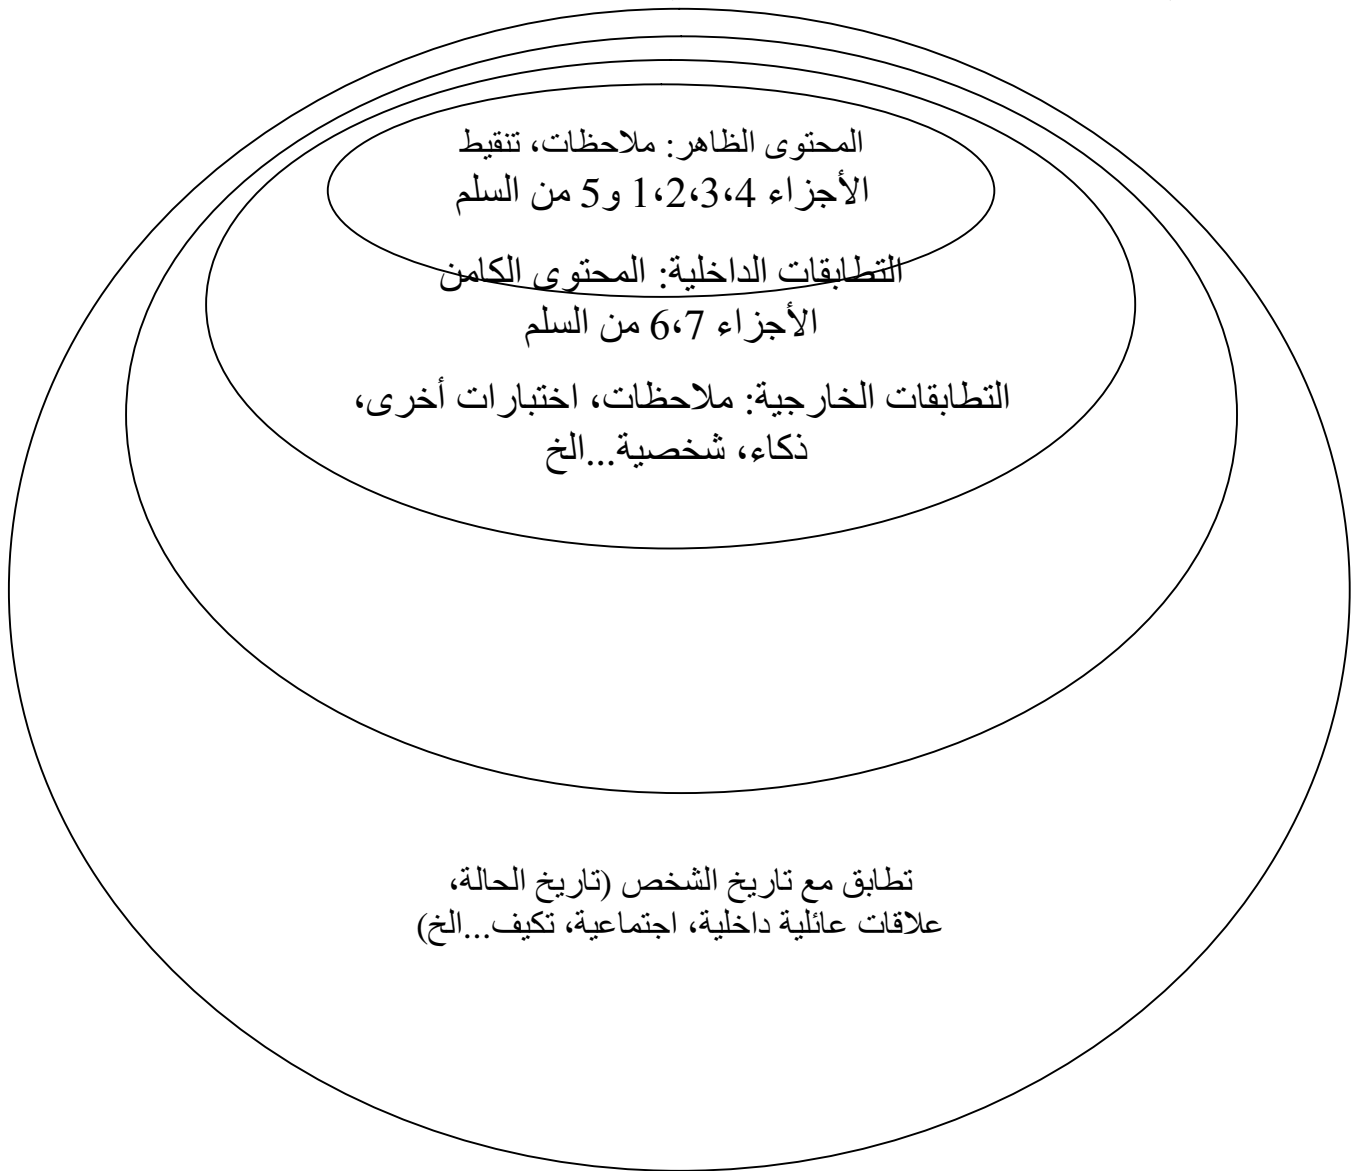 المحتوى الظاهر: ملاحظات، تنقيط
الأجزاء 1،2،3،4 و5 من السلم
التطابقات الداخلية: المحتوى الكامن
الأجزاء 6،7 من السلم
التطابقات الخارجية: ملاحظات، اختبارات أخرى،
ذكاء، شخصية...الخ
تطابق مع تاريخ الشخص (تاريخ الحالة،
علاقات عائلية داخلية، اجتماعية، تكيف...الخ)